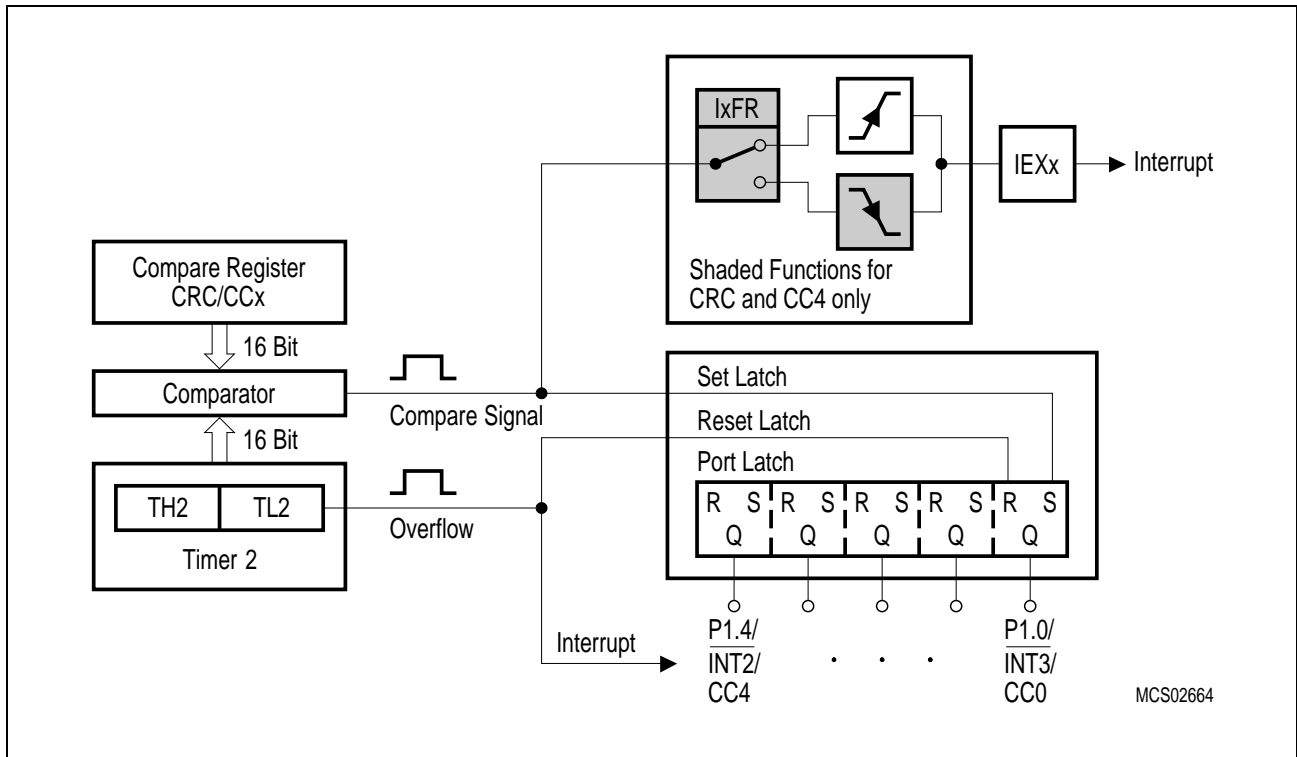 IxFR
IEXx
Interrupt
Shaded Functions for
CRC and CC4 only
Compare Register
CRC/CCx
16 Bit
Comparator
Compare Signal
16 Bit
TH2
TL2
Timer 2
Overflow
Set Latch
Reset Latch
Port Latch
R S R S R S R S R S
Q Q Q Q Q
Interrupt
P1.4/
INT2/
CC4
. . .
P1.0/
INT3/
CC0
MCS02664